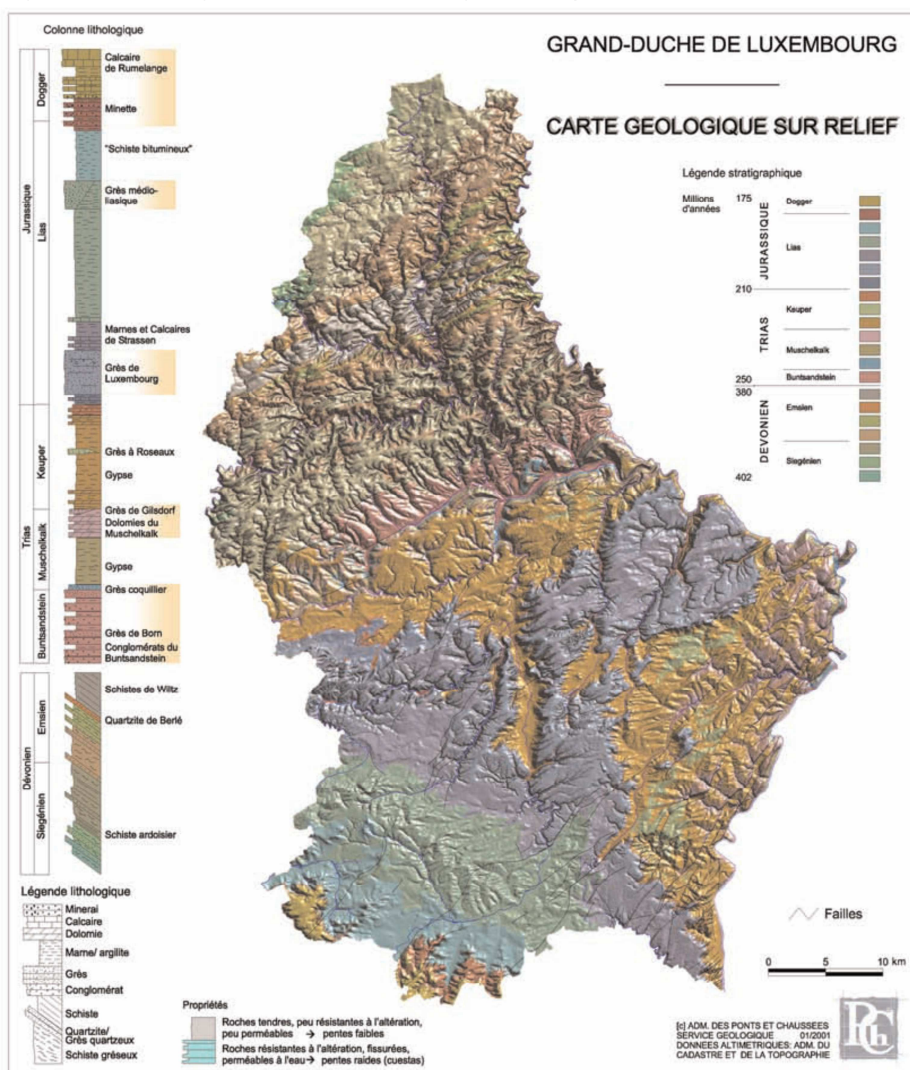 Colonne lithologique
Jurassique
Dogger
Lias
Calcaire
de Rumelange
Minette
"Schiste bitumineux"
Grès médio-
liasique
Marnes et Calcaires
de Strassen
Grès de
Luxembourg
Trias
Keuper
Muschelkalk
Buntsandstein
Grès à Roseaux
Gypse
Grès de Gilsdorf
Dolomies du
Muschelkalk
Gypse
Grès coquillier
Grès de Born
Conglomérats du
Buntsandstein
Dévonien
Emsien
Siegénien
Schistes de Wiltz
Quartzite de Berlé
Schiste ardoisier
Légende lithologique
Minerai
Calcaire
Dolomie
Marne/ argilite
Grès
Conglomérat
Schiste
Quartzite/
Grès quartzeux
Schiste gréseux
GRAND-DUCHE DE LUXEMBOURG
CARTE GEOLOGIQUE SUR RELIEF
Légende stratigraphique
Millions
d'années
175
JURASSIQUE
Dogger
Lias
210
TRIAS
Keuper
Muschelkalk
Buntsandstein
250
380
DEVONIEN
Emsien
Siegénien
402
Failles
0 5 10 km
Propriétés
Roches tendres, peu résistantes à l'altération,
peu perméables → pentes faibles
Roches résistantes à l'altération, fissurées,
perméables à l'eau → pentes raides (cuestas)
[c] ADM. DES PONTS ET CHAUSSEES
SERVICE GEOLOGIQUE 01/2001
DONNEES ALTIMETRIQUES: ADM. DU
CADASTRE ET DE LA TOPOGRAPHIE
PCh